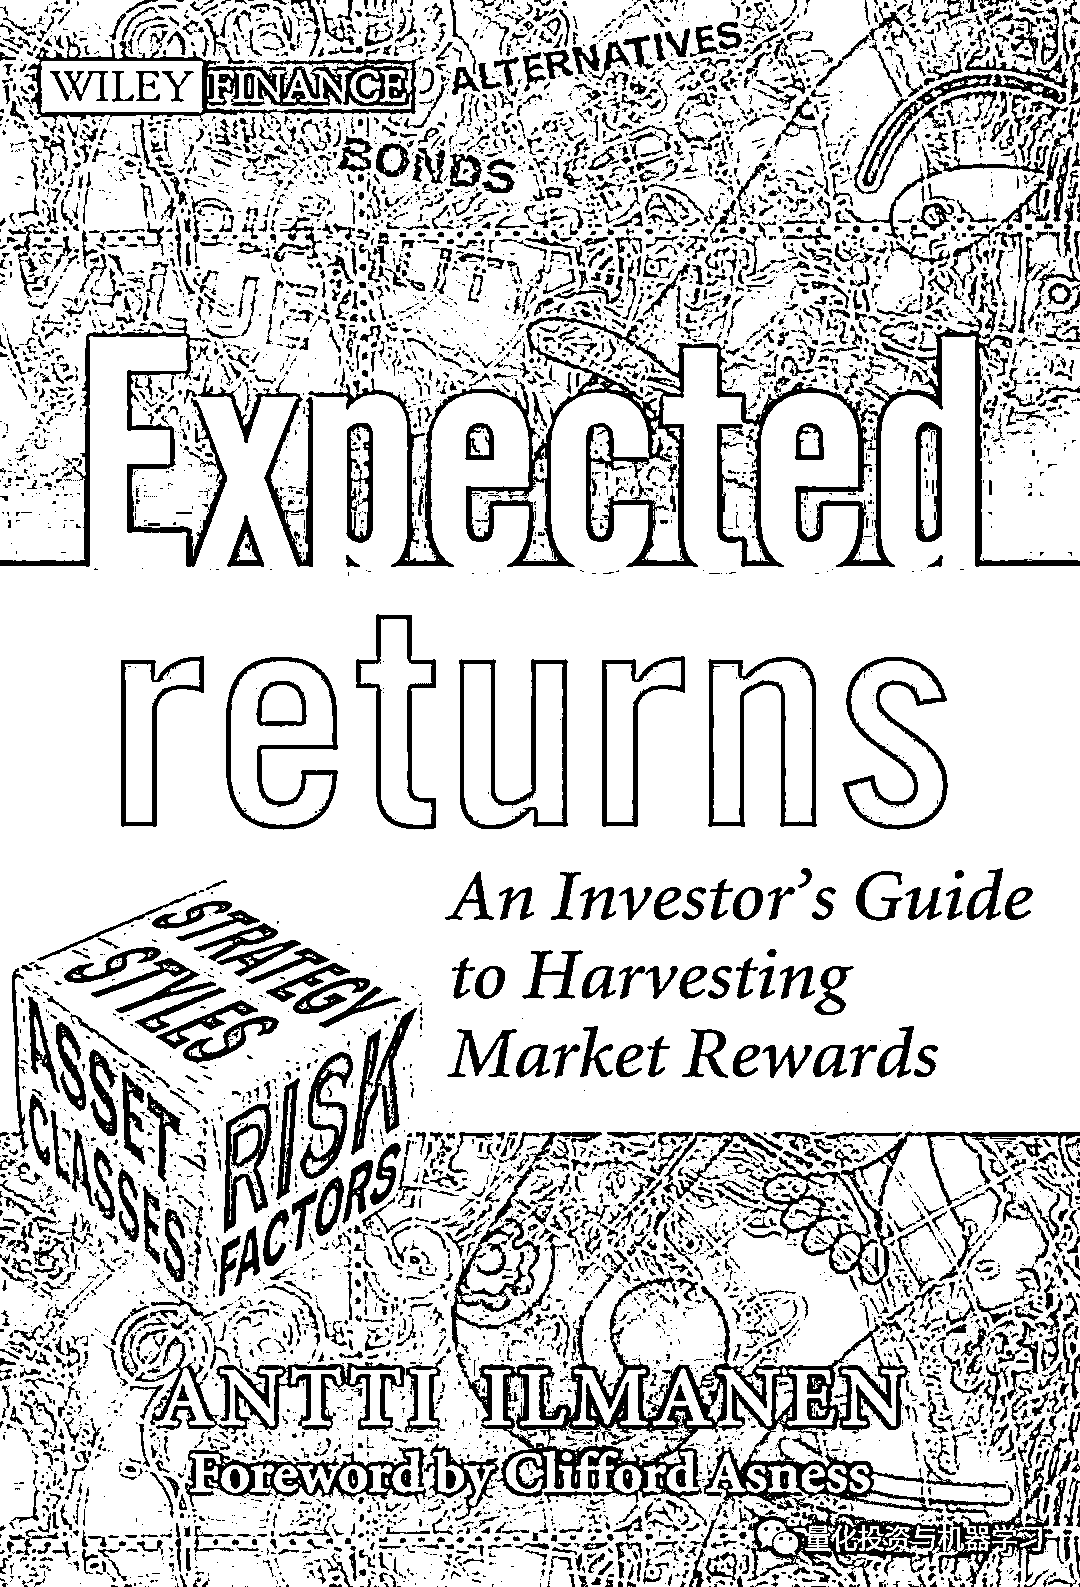 WILEY FINANCE
ALTERNATIVES
BONDS
VALUE
Expected
returns
An Investor's Guide
to Harvesting
Market Rewards
STRATEGY
STYLES
ASSET
CLASSES
RISK
FACTORS
ANTTI ILMANEN
Foreword by Clifford Asness
量化投资与机器学习